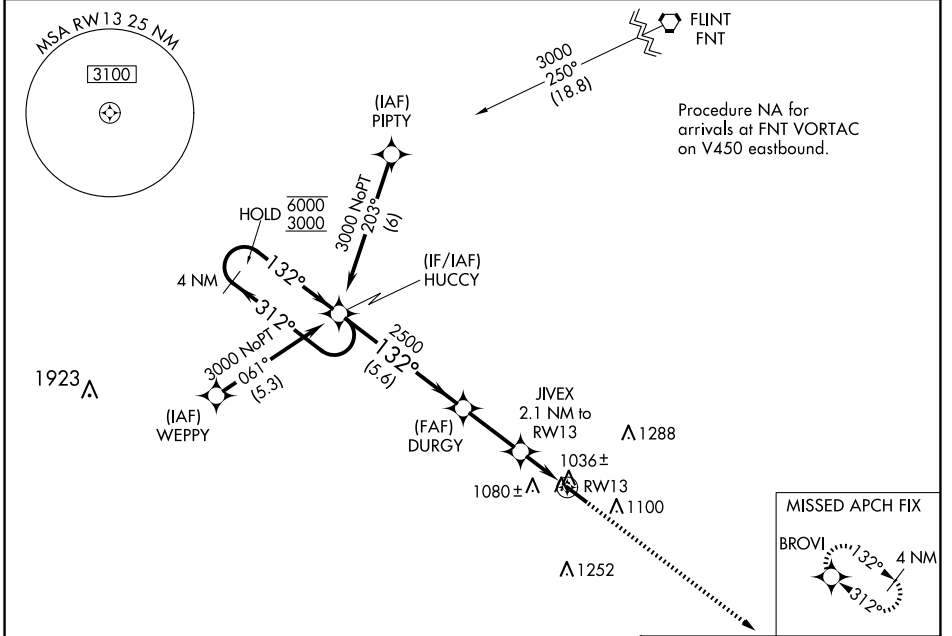 MSA RW13 25 NM
3100
FLINT
FNT
3000
250°
(18.8)
Procedure NA for
arrivals at FNT VORTAC
on V450 eastbound.
(IAF)
PIPTY
3000 NoPT
203°
(6)
HOLD
6000
3000
4 NM
132°
312°
(IF/IAF)
HUCCY
3000 NoPT
061°
(5.3)
2500
132°
(5.6)
1923
(IAF)
WEPPY
(FAF)
DURGY
JIVEX
2.1 NM to
RW13
1288
1036±
1080±
RW13
1100
1252
MISSED APCH FIX
BROVI
132°
4 NM
312°